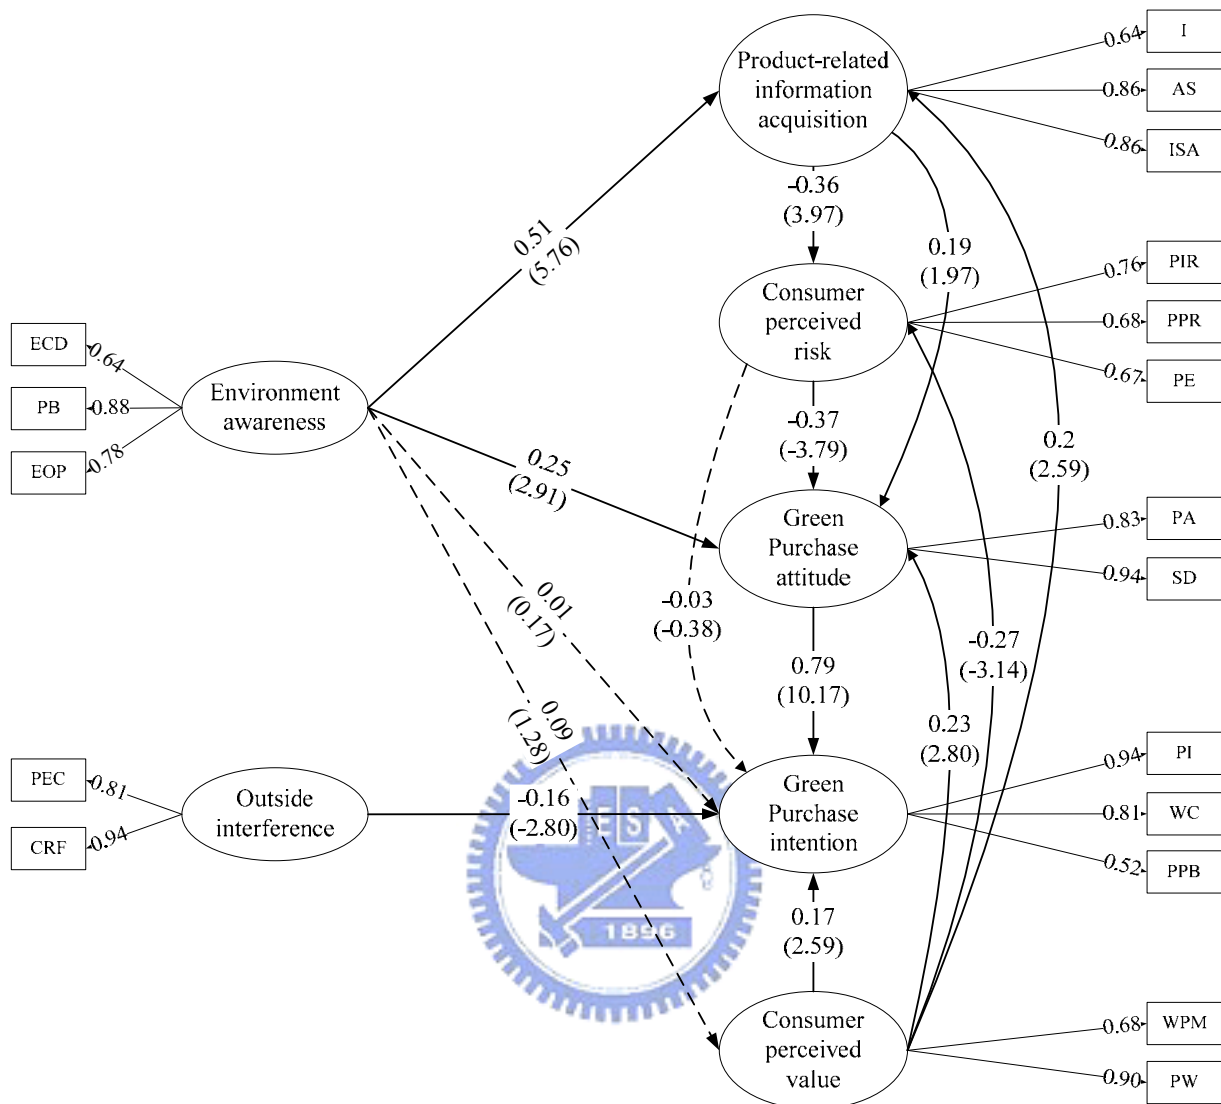 Product-related
information
acquisition
0.64
I
0.86
AS
0.86
ISA
-0.36
(3.97)
0.51
(5.76)
0.19
(1.97)
Consumer
perceived
risk
0.76
PIR
0.68
PPR
0.67
PE
ECD
0.64
PB
0.88
EOP
0.78
Environment
awareness
-0.37
(-3.79)
0.2
(2.59)
0.25
(2.91)
Green
Purchase
attitude
0.83
PA
0.94
SD
0.01
(0.17)
-0.03
(-0.38)
-0.27
(-3.14)
0.79
(10.17)
0.09
(1.28)
0.23
(2.80)
PEC
0.81
CRF
0.94
Outside
interference
-0.16
(-2.80)
Green
Purchase
intention
0.94
PI
0.81
WC
0.52
PPB
ES
1896
0.17
(2.59)
Consumer
perceived
value
0.68
WPM
0.90
PW